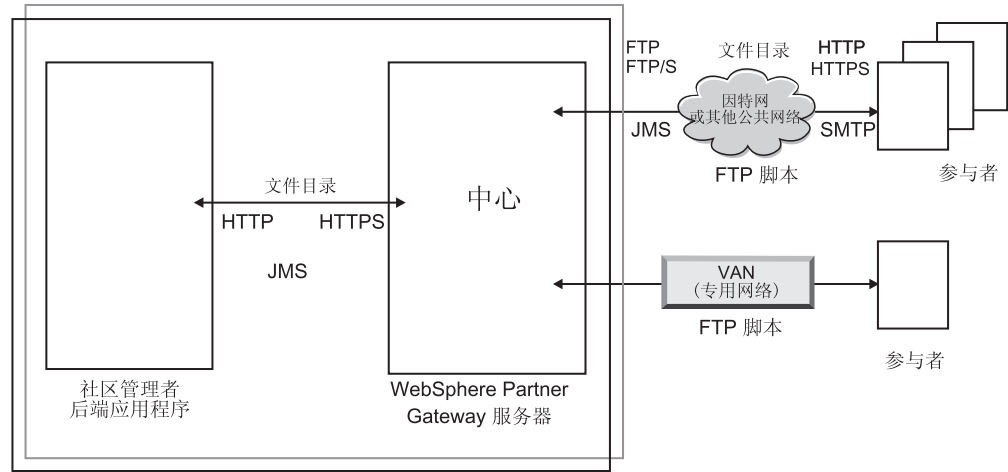 FTP
FTP/S
文件目录
HTTP
HTTPS
因特网
或其他公共网络
JMS
SMTP
FTP 脚本
参与者
文件目录
HTTP
HTTPS
JMS
中心
VAN
(专用网络)
FTP 脚本
参与者
社区管理者
后端应用程序
WebSphere Partner
Gateway 服务器